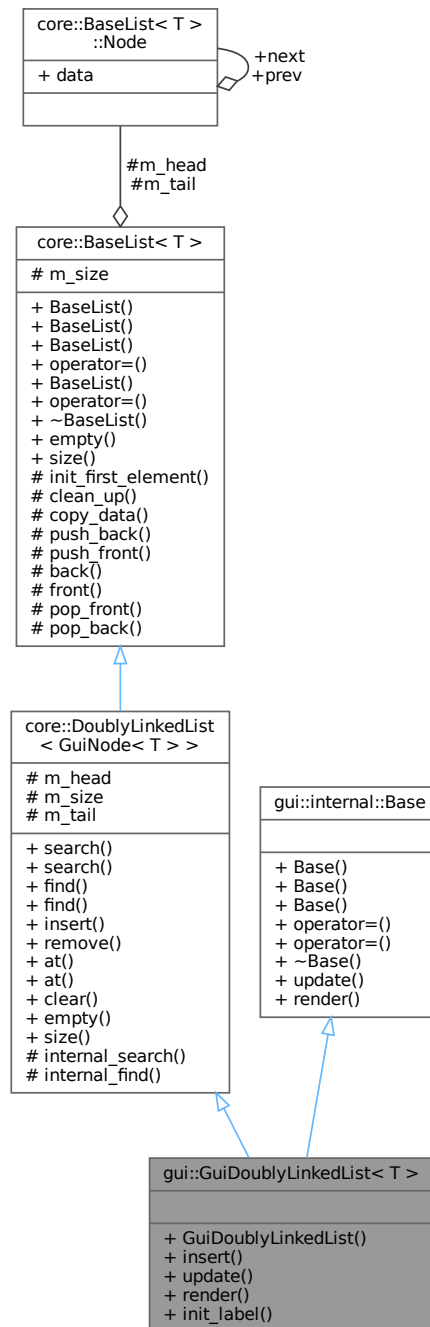 core::BaseList< T >
::Node
+ data
+next
+prev
#m_head
#m_tail
core::BaseList< T >
# m_size
+ BaseList()
+ BaseList()
+ BaseList()
+ operator=()
+ BaseList()
+ operator=()
+ ~BaseList()
+ empty()
+ size()
# init_first_element()
# clean_up()
# copy_data()
# push_back()
# push_front()
# back()
# front()
# pop_front()
# pop_back()
core::DoublyLinkedList
< GuiNode< T > >
# m_head
# m_size
# m_tail
+ search()
+ search()
+ find()
+ find()
+ insert()
+ remove()
+ at()
+ at()
+ clear()
+ empty()
+ size()
# internal_search()
# internal_find()
gui::internal::Base
+ Base()
+ Base()
+ Base()
+ operator=()
+ operator=()
+ ~Base()
+ update()
+ render()
gui::GuiDoublyLinkedList< T >
+ GuiDoublyLinkedList()
+ insert()
+ update()
+ render()
+ init_label()